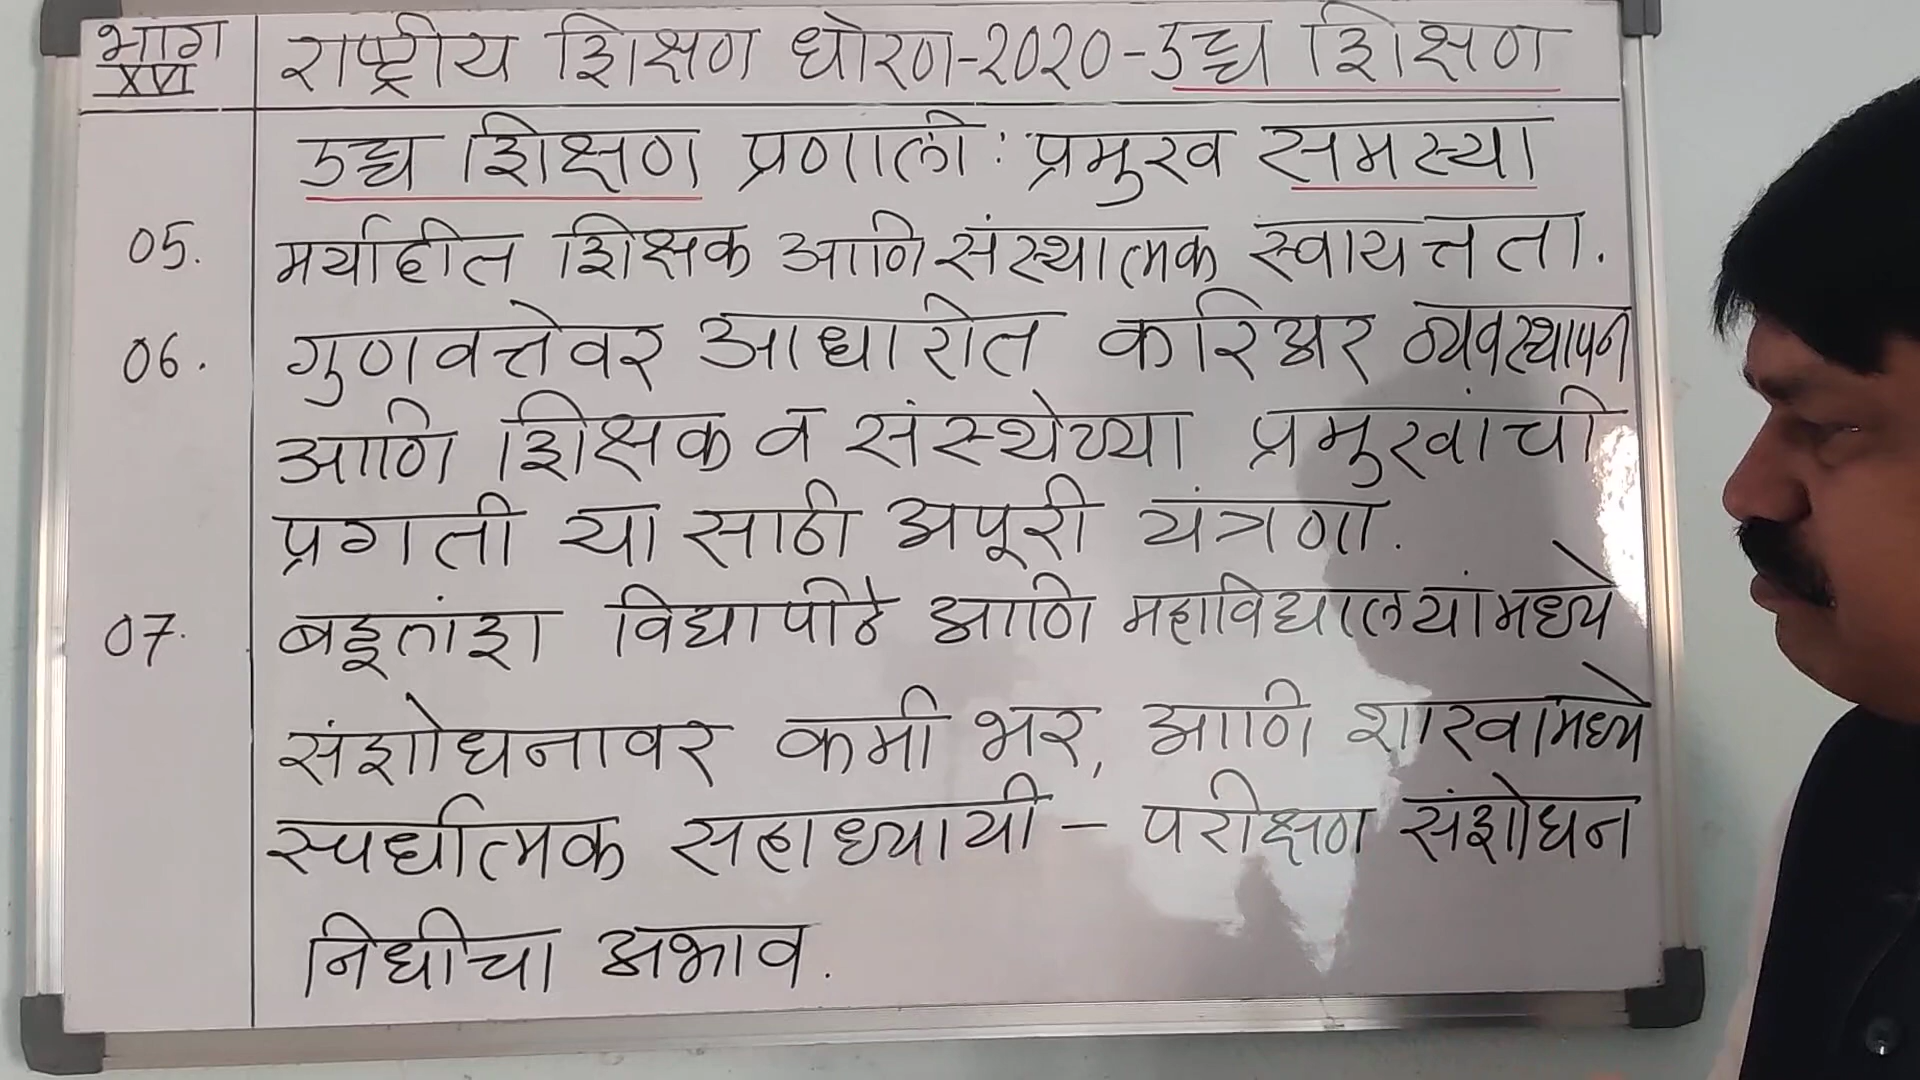 भाग
XVI
राष्ट्रीय शिक्षण धोरण-2020-उच्च शिक्षण
उच्च शिक्षण प्रणाली: प्रमुख समस्या
05. मर्यादीत शिक्षक आणि संस्थात्मक स्वायत्तता.
06. गुणवत्तेवर आधारीत करिअर व्यवस्थापन
आणि शिक्षक व संस्थेच्या प्रमुखांची
प्रगती या साठी अपूरी यंत्रणा.
07. बहुतांश विद्यापीठे आणि महाविद्यालयांमध्ये
संशोधनावर कमी भर, आणि शाखामध्ये
स्पर्धात्मक सहाध्यायी - परीक्षण संशोधन
निधीचा अभाव.